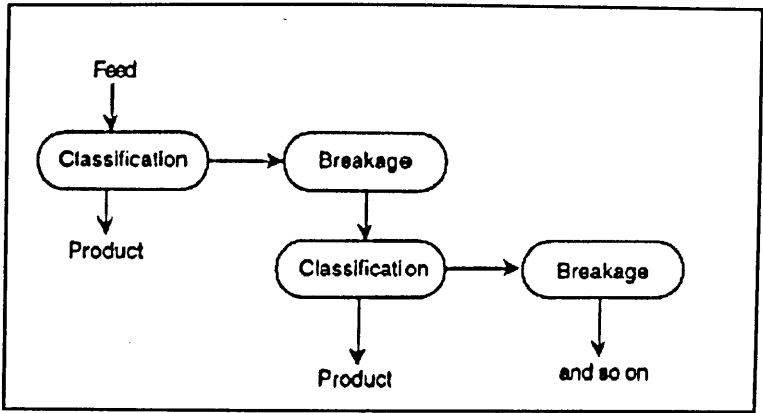 Feed
Classification
Breakage
Product
Classification
Breakage
Product
and so on